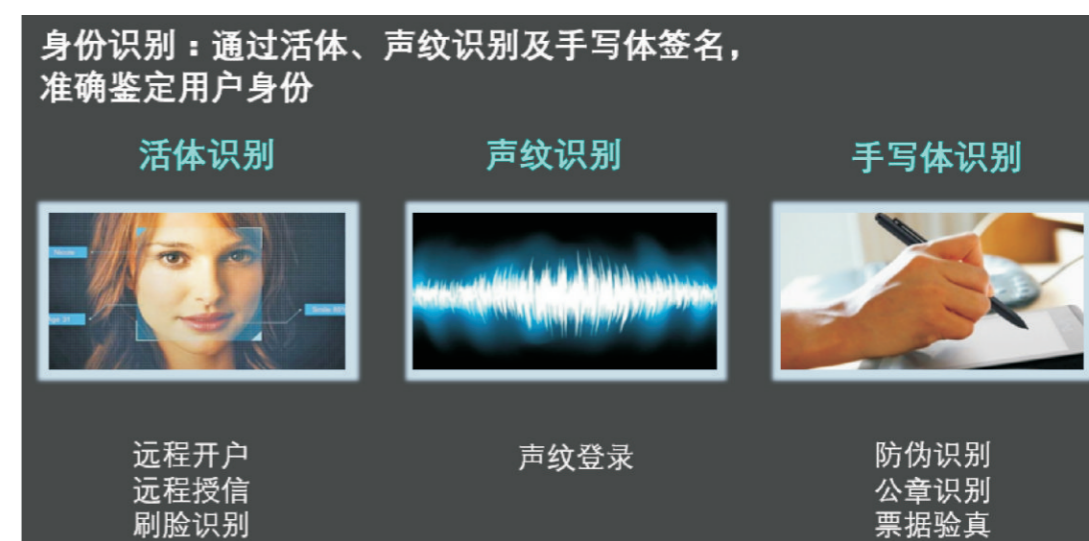 身份识别：通过活体、声纹识别及手写体签名，
准确鉴定用户身份
活体识别
声纹识别
手写体识别
远程开户
远程授信
刷脸识别
声纹登录
防伪识别
公章识别
票据验真